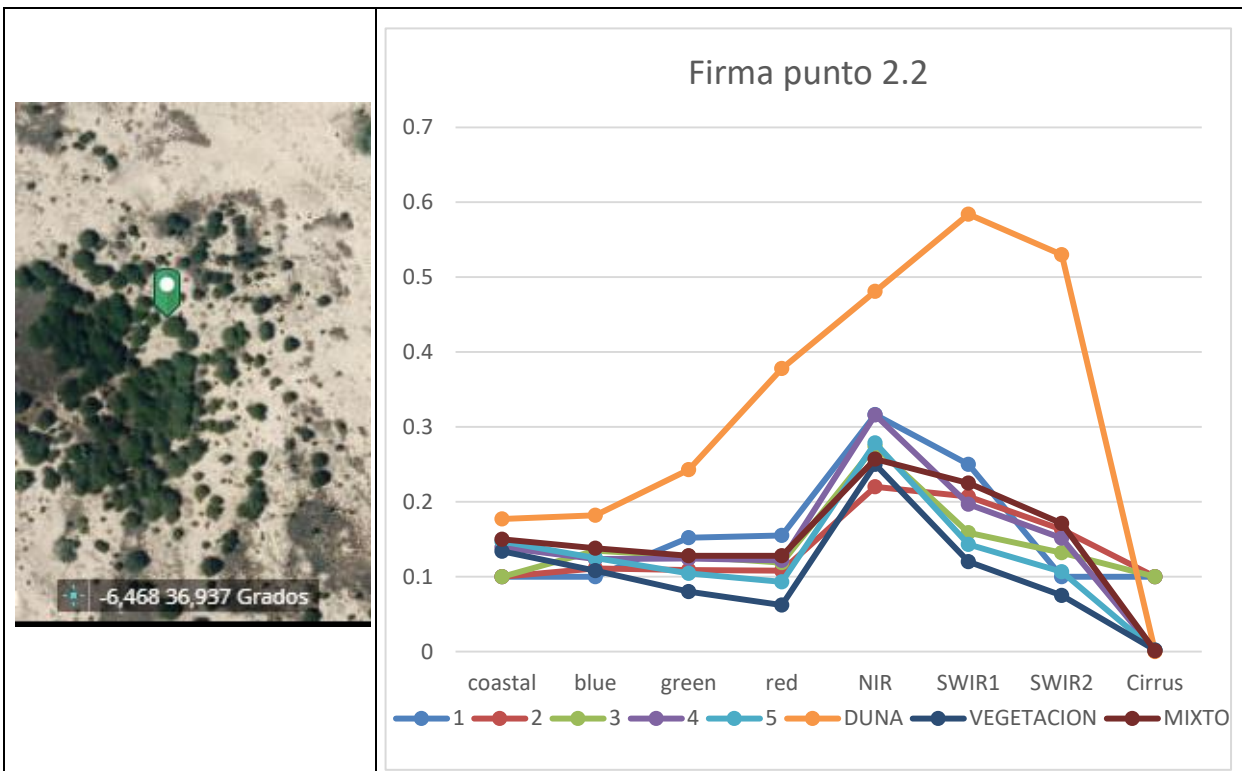 Firma punto 2.2
0.7
0.6
0.5
0.4
0.3
0.2
0.1
0
coastal blue green red NIR SWIR1 SWIR2 Cirrus
1 2 3 4 5 DUNA VEGETACION MIXTO
-6,468 36,937 Grados